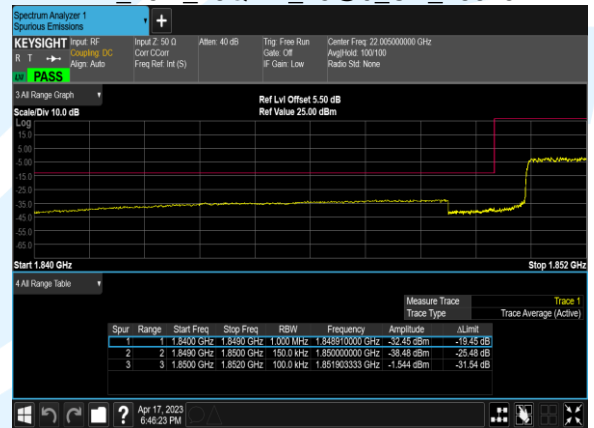 Spectrum Analyzer 1
Spurious Emissions
+
KEYSIGHT Input: RF Input Z: 50 Ω Atten: 40 dB Trig: Free Run Center Freq: 22.005000000 GHz
R T Coupling: DC Corr CCorr Gate: Off Avg|Hold: 100/100
Align: Auto Freq Ref: Int (S) IF Gain: Low Radio Std: None
LV PASS
3 All Range Graph
Ref Lvl Offset 5.50 dB
Scale/Div 10.0 dB Ref Value 25.00 dBm
Log
15.0
5.00
-5.00
-15.0
-25.0
-35.0
-45.0
-55.0
-65.0
Start 1.840 GHz Stop 1.852 GHz
4 All Range Table
Measure Trace Trace 1
Trace Type Trace Average (Active)
Spur Range Start Freq Stop Freq RBW Frequency Amplitude ΔLimit
1 1 1.8400 GHz 1.8490 GHz 1.000 MHz 1.848910000 GHz -32.45 dBm -19.45 dB
2 2 1.8490 GHz 1.8500 GHz 150.0 kHz 1.850000000 GHz -38.48 dBm -25.48 dB
3 3 1.8500 GHz 1.8520 GHz 100.0 kHz 1.851903333 GHz -1.544 dBm -31.54 dB
? Apr 17, 2023
6:46:23 PM